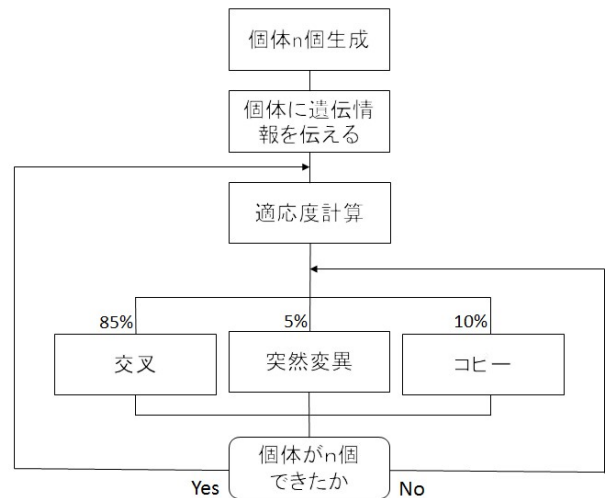 個体n個生成
個体に遺伝情
報を伝える
適応度計算
85%
5%
10%
交叉
突然変異
コピー
個体がn個
できたか
Yes
No